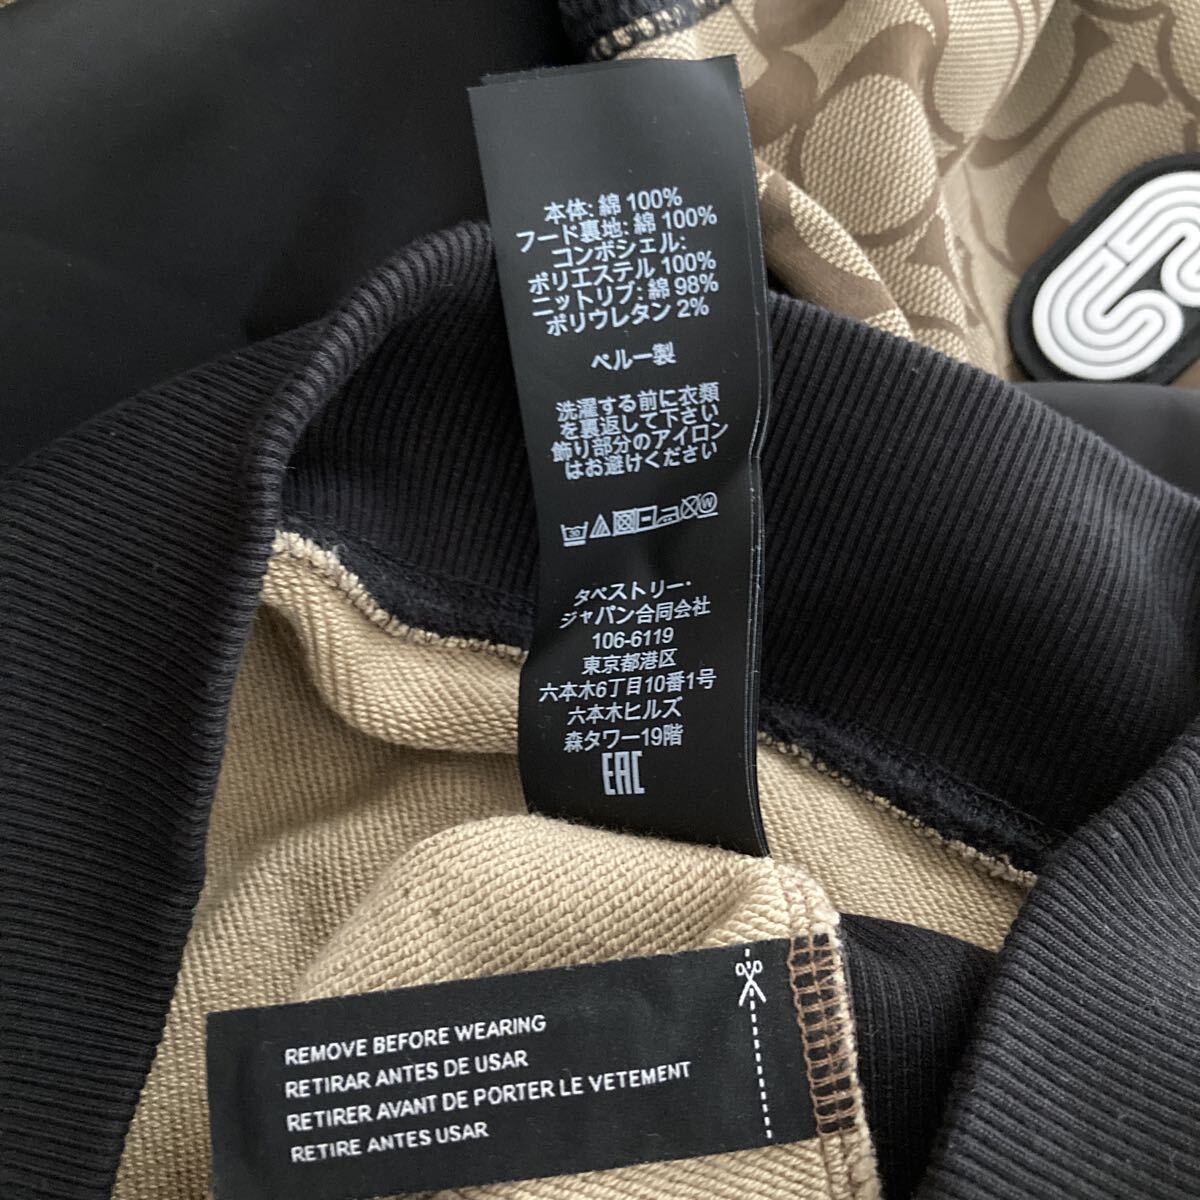 本体: 綿 100%
フード裏地: 綿 100%
コンボシェル:
ポリエステル 100%
ニットリブ: 綿 98%
ポリウレタン 2%
ペルー製
洗濯する前に衣類
を裏返して下さい
飾り部分のアイロン
はお避けください
30 W
タペストリー・
ジャパン合同会社
106-6119
東京都港区
六本木6丁目10番1号
六本木ヒルズ
森タワー19階
EAC
REMOVE BEFORE WEARING
RETIRAR ANTES DE USAR
RETIRER AVANT DE PORTER LE VETEMENT
RETIRE ANTES USAR